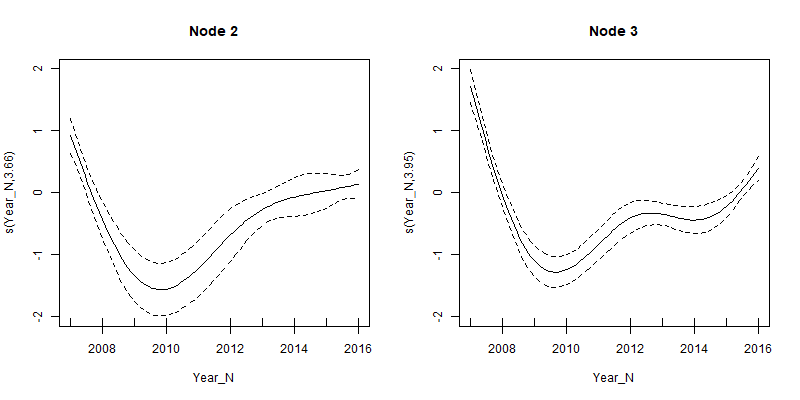 Node 2
s(Year_N,3.66)
2
1
0
-1
-2
2008 2010 2012 2014 2016
Year_N
Node 3
s(Year_N,3.95)
2
1
0
-1
-2
2008 2010 2012 2014 2016
Year_N